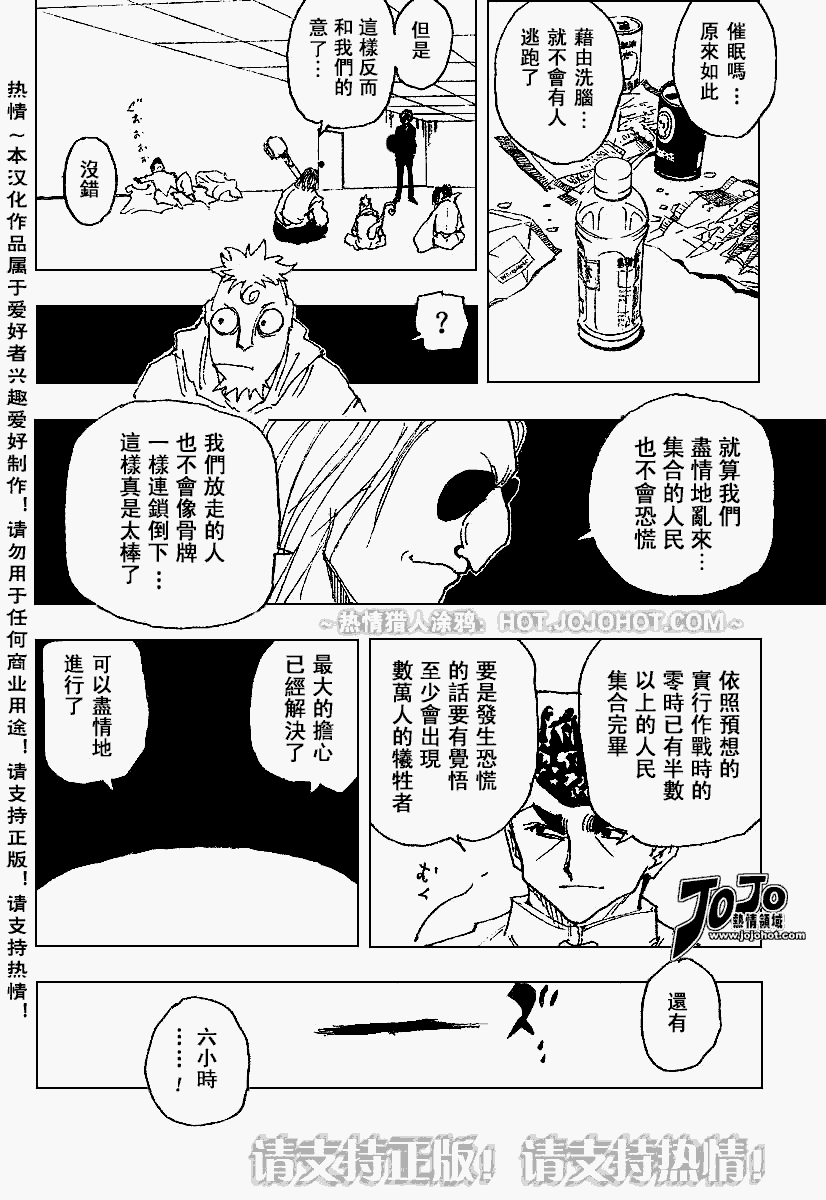 催眠嗎…
原來如此
藉由洗腦…
就不會有人
逃跑了
但是
這樣反而
和我們的
意了…
沒錯
ぐおぉぉぉ
？
就算我們
盡情地亂來…
集合的人民
也不會恐慌
我們放走的人
也不會像骨牌
一樣連鎖倒下…
這樣真是太棒了
~热情猎人涂鸦: HOT.JOJOHOT.COM~
依照預想的
實行作戰時的
零時已有半數
以上的人民
集合完畢
要是發生恐慌
的話要有覺悟
至少會出現
數萬人的犧牲者
むく
最大的擔心
已經解決了
可以盡情地
進行了
JOJO
熱情領域
www.jojohot.com
還有
ズ
六小時
……！
热情~本汉化作品属于爱好者兴趣爱好制作！请勿用于任何商业用途！请支持正版！请支持热情！
请支持正版！请支持热情！